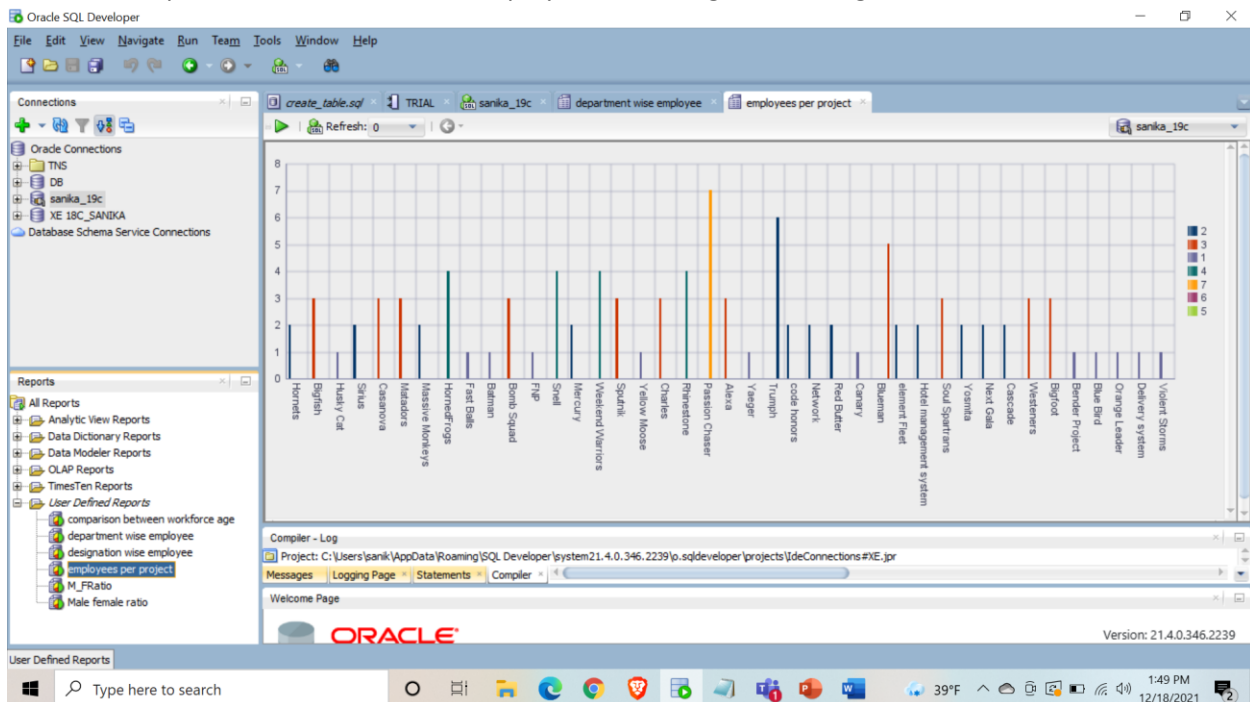 Oracle SQL Developer
File Edit View Navigate Run Team Tools Window Help
Connections
Oracle Connections
TNS
DB
sanika_19c
XE 18C_SANIKA
Database Schema Service Connections
Reports
All Reports
Analytic View Reports
Data Dictionary Reports
Data Modeler Reports
OLAP Reports
TimesTen Reports
User Defined Reports
comparison between workforce age
department wise employee
designation wise employee
employees per project
M_FRatio
Male female ratio
create_table.sql TRIAL sanika_19c department wise employee employees per project
Refresh: 0 sanika_19c
8
7
6
5
4
3
2
1
0
Hornets
Bigfish
Husky Cat
Sirius
Casanova
Matadors
Massive Monkeys
HornedFrogs
Fast Balls
Batman
Bomb Squad
FNP
Snell
Mercury
Weekend Warriors
Sputnik
Yellow Moose
Charles
Rhinestone
Passion Chaser
Alexa
Yaeger
Trumph
code honors
Network
Red Butter
Canary
Blueman
element Fleet
Hotel management system
Soul Spartrans
Yosmita
Next Gala
Cascade
Westeners
Bigfoot
Bender Project
Blue Bird
Orange Leader
Delivery system
Violent Storms
2
3
1
4
7
6
5
Compiler - Log
Project: C:\Users\sanik\AppData\Roaming\SQL Developer\system21.4.0.346.2239\o.sqldeveloper\projects\IdeConnections#XE.jpr
Messages Logging Page Statements Compiler
Welcome Page
ORACLE
Version: 21.4.0.346.2239
User Defined Reports
Type here to search
39°F
1:49 PM
12/18/2021